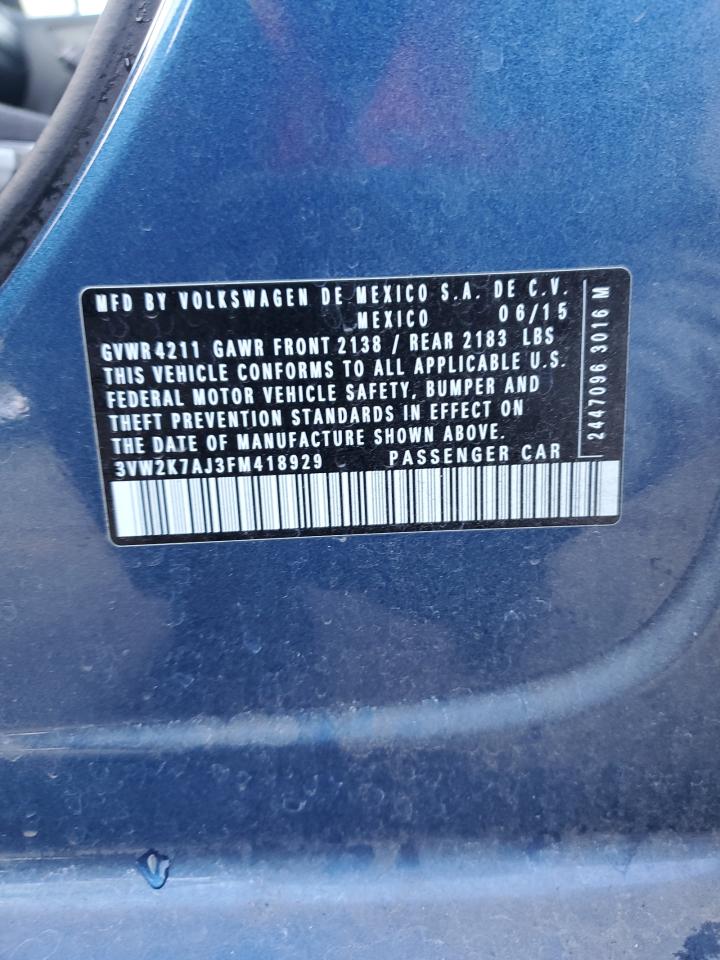 MFD BY VOLKSWAGEN DE MEXICO S.A. DE C.V.
MEXICO 06/15
GVWR 4211 GAWR FRONT 2138 / REAR 2183 LBS
THIS VEHICLE CONFORMS TO ALL APPLICABLE U.S.
FEDERAL MOTOR VEHICLE SAFETY, BUMPER AND
THEFT PREVENTION STANDARDS IN EFFECT ON
THE DATE OF MANUFACTURE SHOWN ABOVE.
3VW2K7AJ3FM418929 PASSENGER CAR
2447096 3016 M